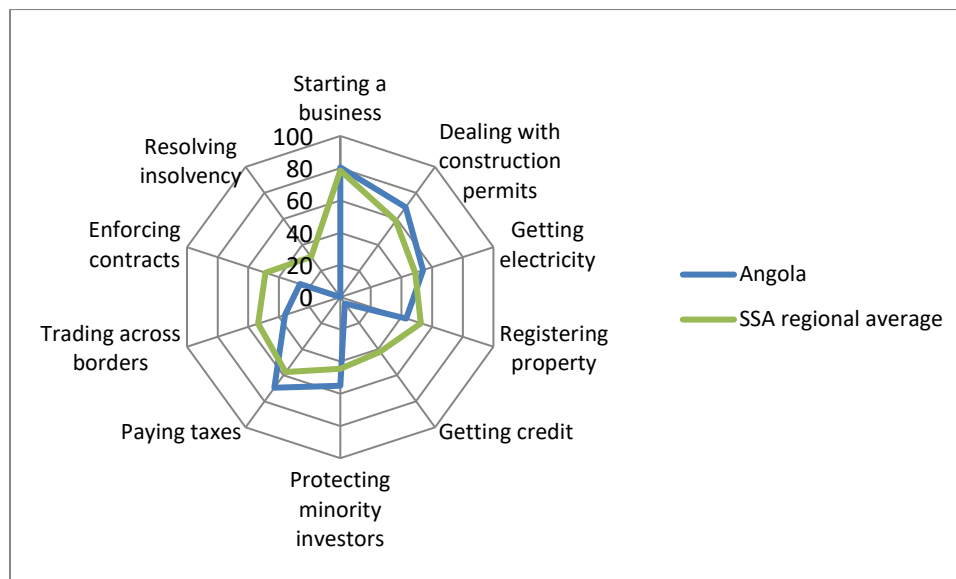 Starting a
business
100
80
60
40
20
0
Dealing with
construction
permits
Getting
electricity
Registering
property
Getting credit
Protecting
minority
investors
Paying taxes
Trading across
borders
Enforcing
contracts
Resolving
insolvency
Angola
SSA regional average